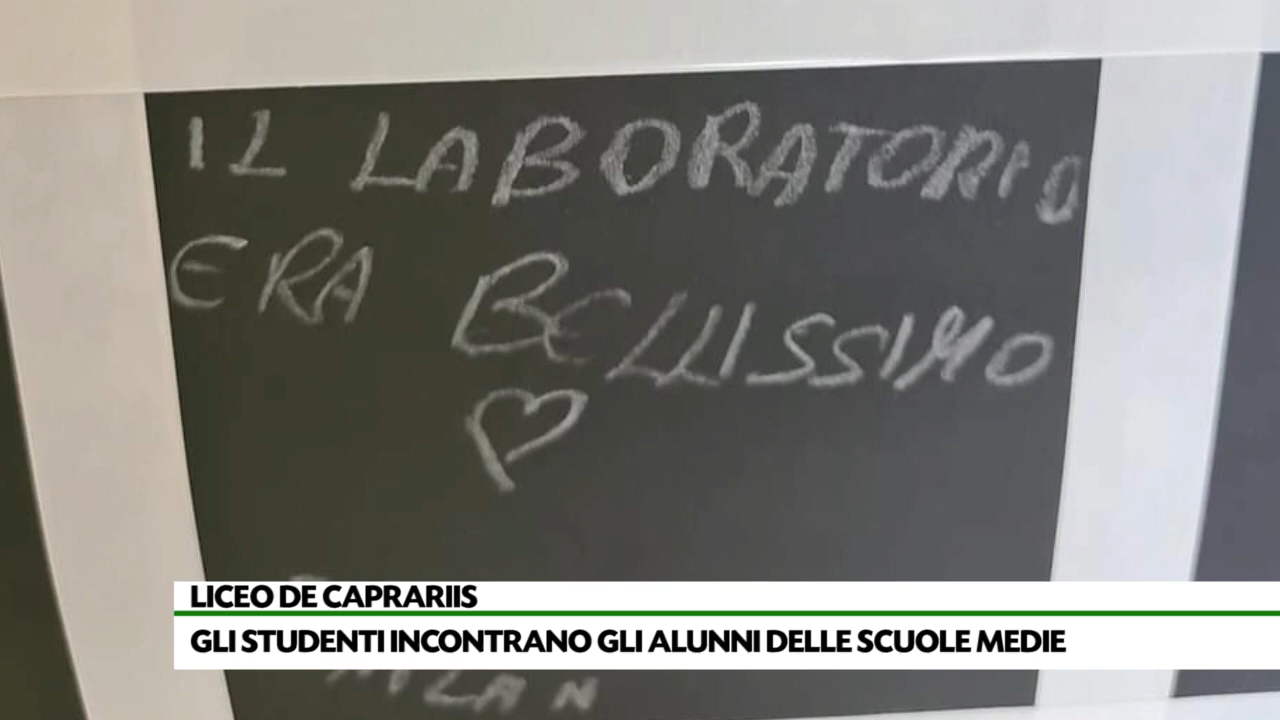 IL LABORATORIO
ERA BELLISSIMO
LICEO DE CAPRARIIS
GLI STUDENTI INCONTRANO GLI ALUNNI DELLE SCUOLE MEDIE